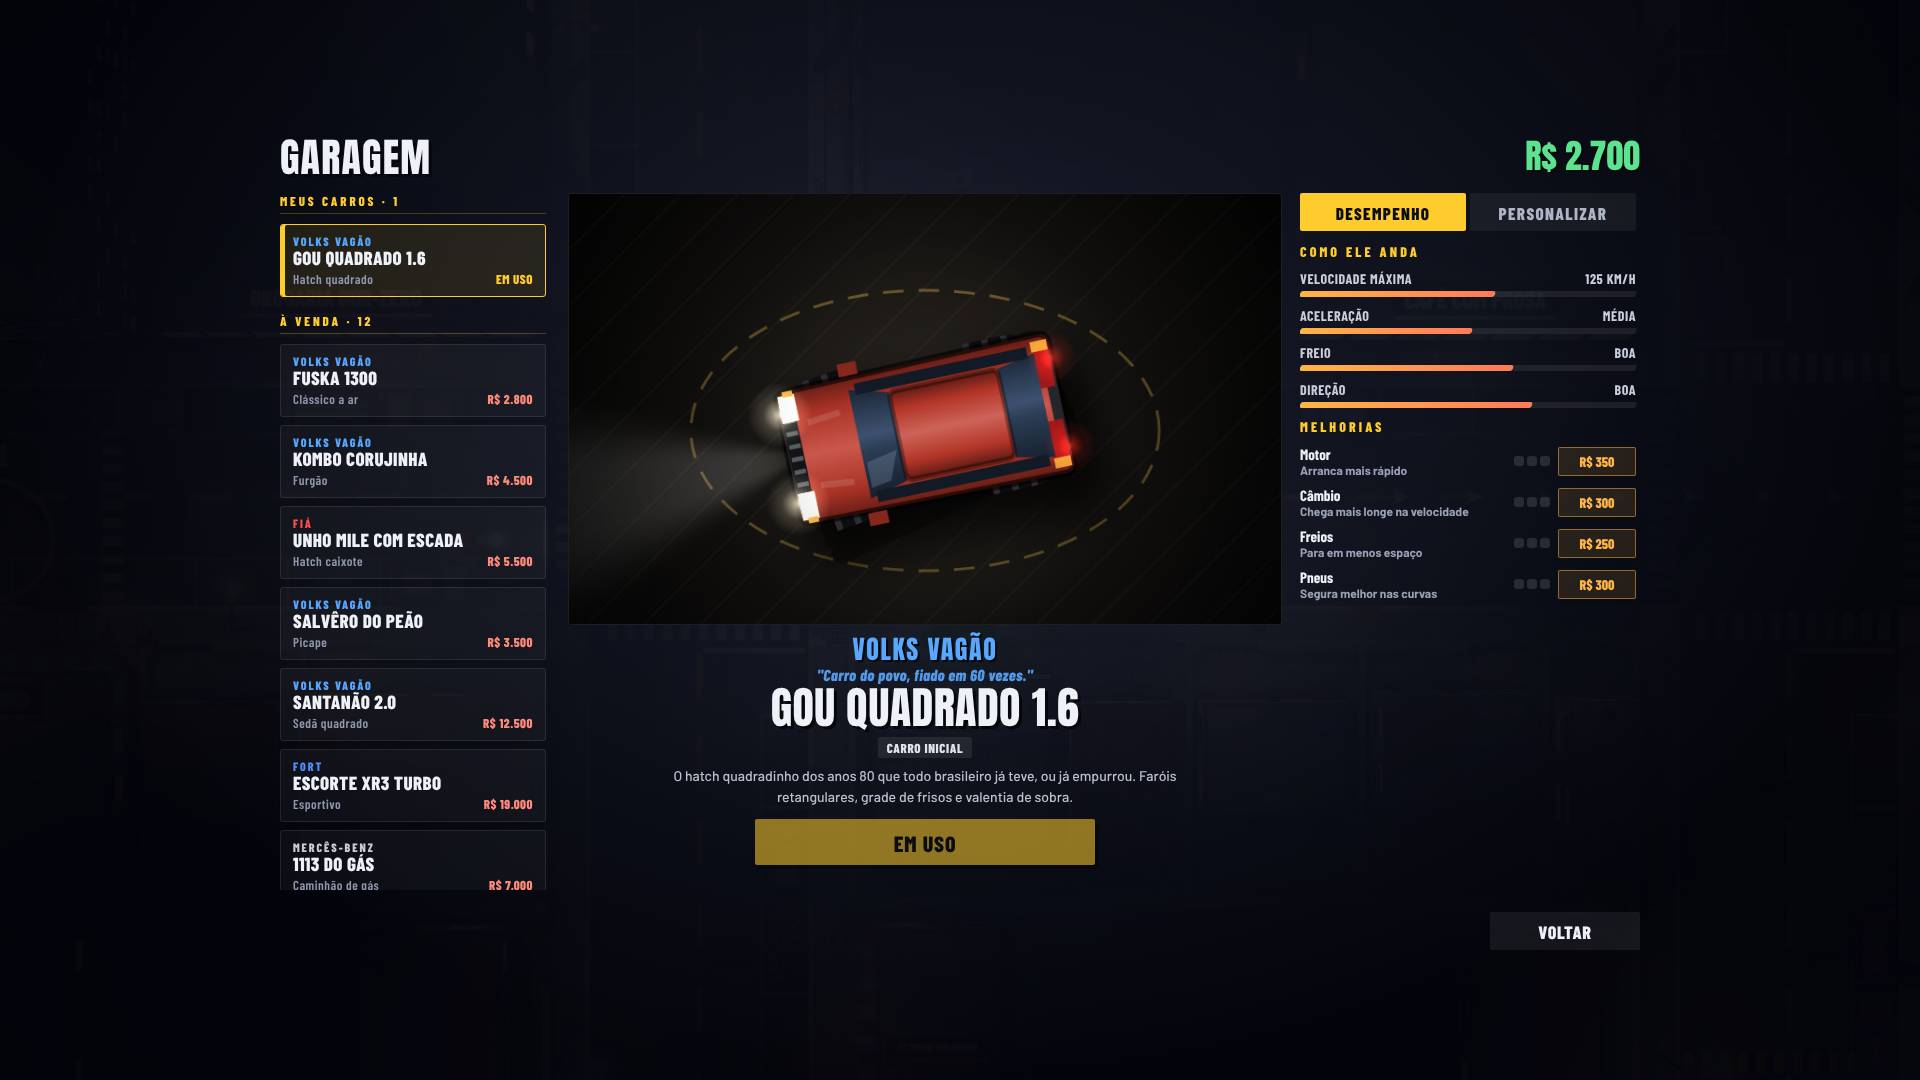 GARAGEM
R$ 2.700
MEUS CARROS · 1
VOLKS VAGÃO
GOU QUADRADO 1.6
Hatch quadrado
EM USO
À VENDA · 12
VOLKS VAGÃO
FUSKA 1300
Clássico a ar
R$ 2.800
VOLKS VAGÃO
KOMBO CORUJINHA
Furgão
R$ 4.500
FIÁ
UNHO MILE COM ESCADA
Hatch caixote
R$ 5.500
VOLKS VAGÃO
SALVÊRO DO PEÃO
Picape
R$ 3.500
VOLKS VAGÃO
SANTANÃO 2.0
Sedã quadrado
R$ 12.500
FORT
ESCORTE XR3 TURBO
Esportivo
R$ 19.000
MERCÊS-BENZ
1113 DO GÁS
Caminhão de gás
R$ 7.000
VOLKS VAGÃO
"Carro do povo, fiado em 60 vezes."
GOU QUADRADO 1.6
CARRO INICIAL
O hatch quadradinho dos anos 80 que todo brasileiro já teve, ou já empurrou. Faróis
retangulares, grade de frisos e valentia de sobra.
EM USO
DESEMPENHO
PERSONALIZAR
COMO ELE ANDA
VELOCIDADE MÁXIMA
125 KM/H
ACELERAÇÃO
MÉDIA
FREIO
BOA
DIREÇÃO
BOA
MELHORIAS
Motor
Arranca mais rápido
R$ 350
Câmbio
Chega mais longe na velocidade
R$ 300
Freios
Para em menos espaço
R$ 250
Pneus
Segura melhor nas curvas
R$ 300
VOLTAR